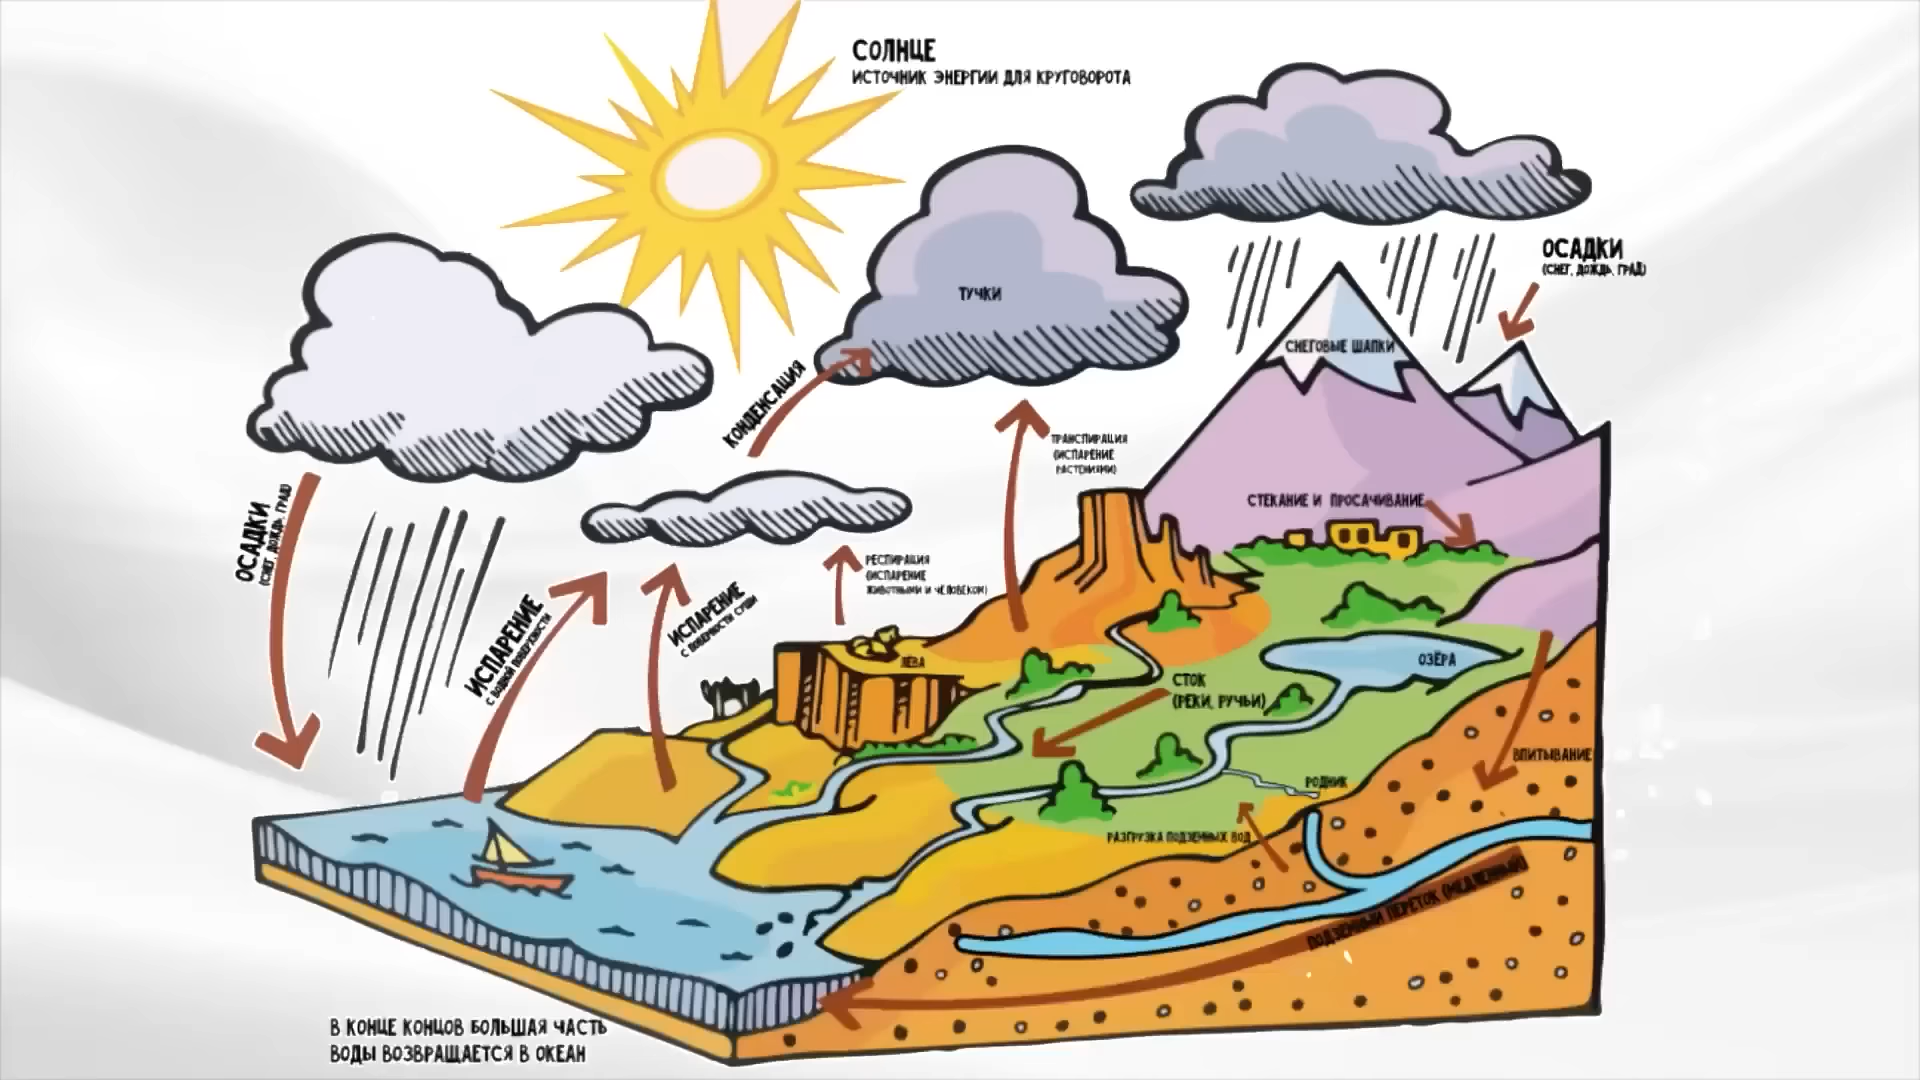 СОЛНЦЕ
ИСТОЧНИК ЭНЕРГИИ ДЛЯ КРУГОВОРОТА
ОСАДКИ
(СНЕГ, ДОЖДЬ, ГРАД)
ТУЧКИ
СНЕГОВЫЕ ШАПКИ
КОНДЕНСАЦИЯ
ТРАНСПИРАЦИЯ
(ИСПАРЕНИЕ
РАСТЕНИЯМИ)
СТЕКАНИЕ И ПРОСАЧИВАНИЕ
ОСАДКИ
(СНЕГ, ДОЖДЬ, ГРАД)
ИСПАРЕНИЕ
С ВОДНОЙ ПОВЕРХНОСТИ
ИСПАРЕНИЕ
С ПОВЕРХНОСТИ СУШИ
РЕСПИРАЦИЯ
(ИСПАРЕНИЕ
ЖИВОТНЫМИ И ЧЕЛОВЕКОМ)
ЛЕВА
ОЗЁРА
СТОК
(РЕКИ, РУЧЬИ)
ВПИТЫВАНИЕ
РОДНИК
РАЗГРУЗКА ПОДЗЕМНЫХ ВОД
ПОДЗЕМНЫЙ ПЕРЕТОК (МЕДЛЕННЫЙ)
В КОНЦЕ КОНЦОВ БОЛЬШАЯ ЧАСТЬ
ВОДЫ ВОЗВРАЩАЕТСЯ В ОКЕАН